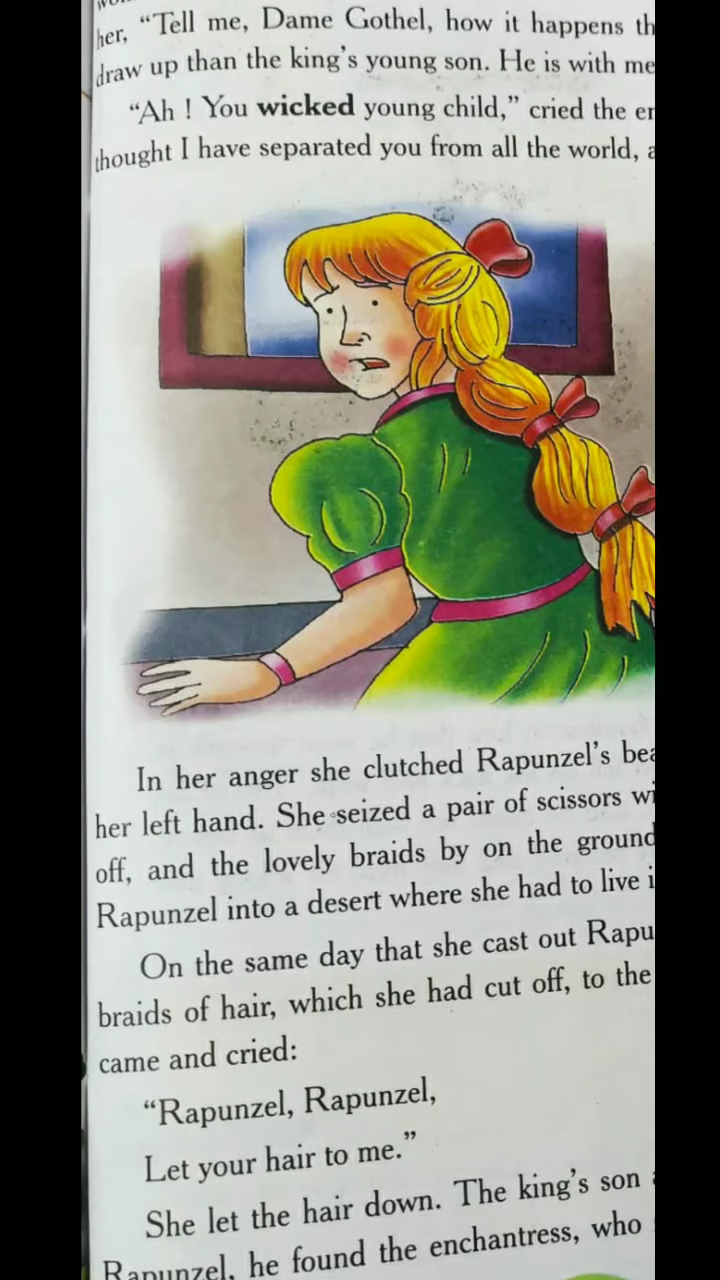 her, “Tell me, Dame Gothel, how it happens th
draw up than the king’s young son. He is with me
“Ah ! You wicked young child,” cried the
thought I have separated you from all the world,
In her anger she clutched Rapunzel’s
her left hand. She seized a pair of scissors
off, and the lovely braids by on the ground
Rapunzel into a desert where she had to live
On the same day that she cast out Rapu
braids of hair, which she had cut off, to the
came and cried:
“Rapunzel, Rapunzel,
Let your hair to me.”
She let the hair down. The king’s son
Rapunzel, he found the enchantress, who